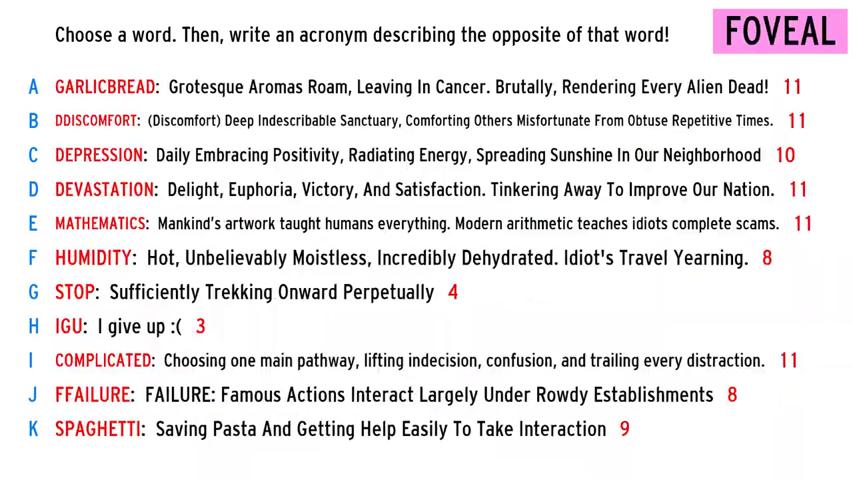 Choose a word. Then, write an acronym describing the opposite of that word!
FOVEAL
A GARLICBREAD: Grotesque Aromas Roam, Leaving In Cancer. Brutally, Rendering Every Alien Dead! 11
B DDISCOMFORT: (Discomfort) Deep Indescribable Sanctuary, Comforting Others Misfortunate From Obtuse Repetitive Times. 11
C DEPRESSION: Daily Embracing Positivity, Radiating Energy, Spreading Sunshine In Our Neighborhood 10
D DEVASTATION: Delight, Euphoria, Victory, And Satisfaction. Tinkering Away To Improve Our Nation. 11
E MATHEMATICS: Mankind's artwork taught humans everything. Modern arithmetic teaches idiots complete scams. 11
F HUMIDITY: Hot, Unbelievably Moistless, Incredibly Dehydrated. Idiot's Travel Yearning. 8
G STOP: Sufficiently Trekking Onward Perpetually 4
H IGU: I give up :( 3
I COMPLICATED: Choosing one main pathway, lifting indecision, confusion, and trailing every distraction. 11
J FFAILURE: FAILURE: Famous Actions Interact Largely Under Rowdy Establishments 8
K SPAGHETTI: Saving Pasta And Getting Help Easily To Take Interaction 9